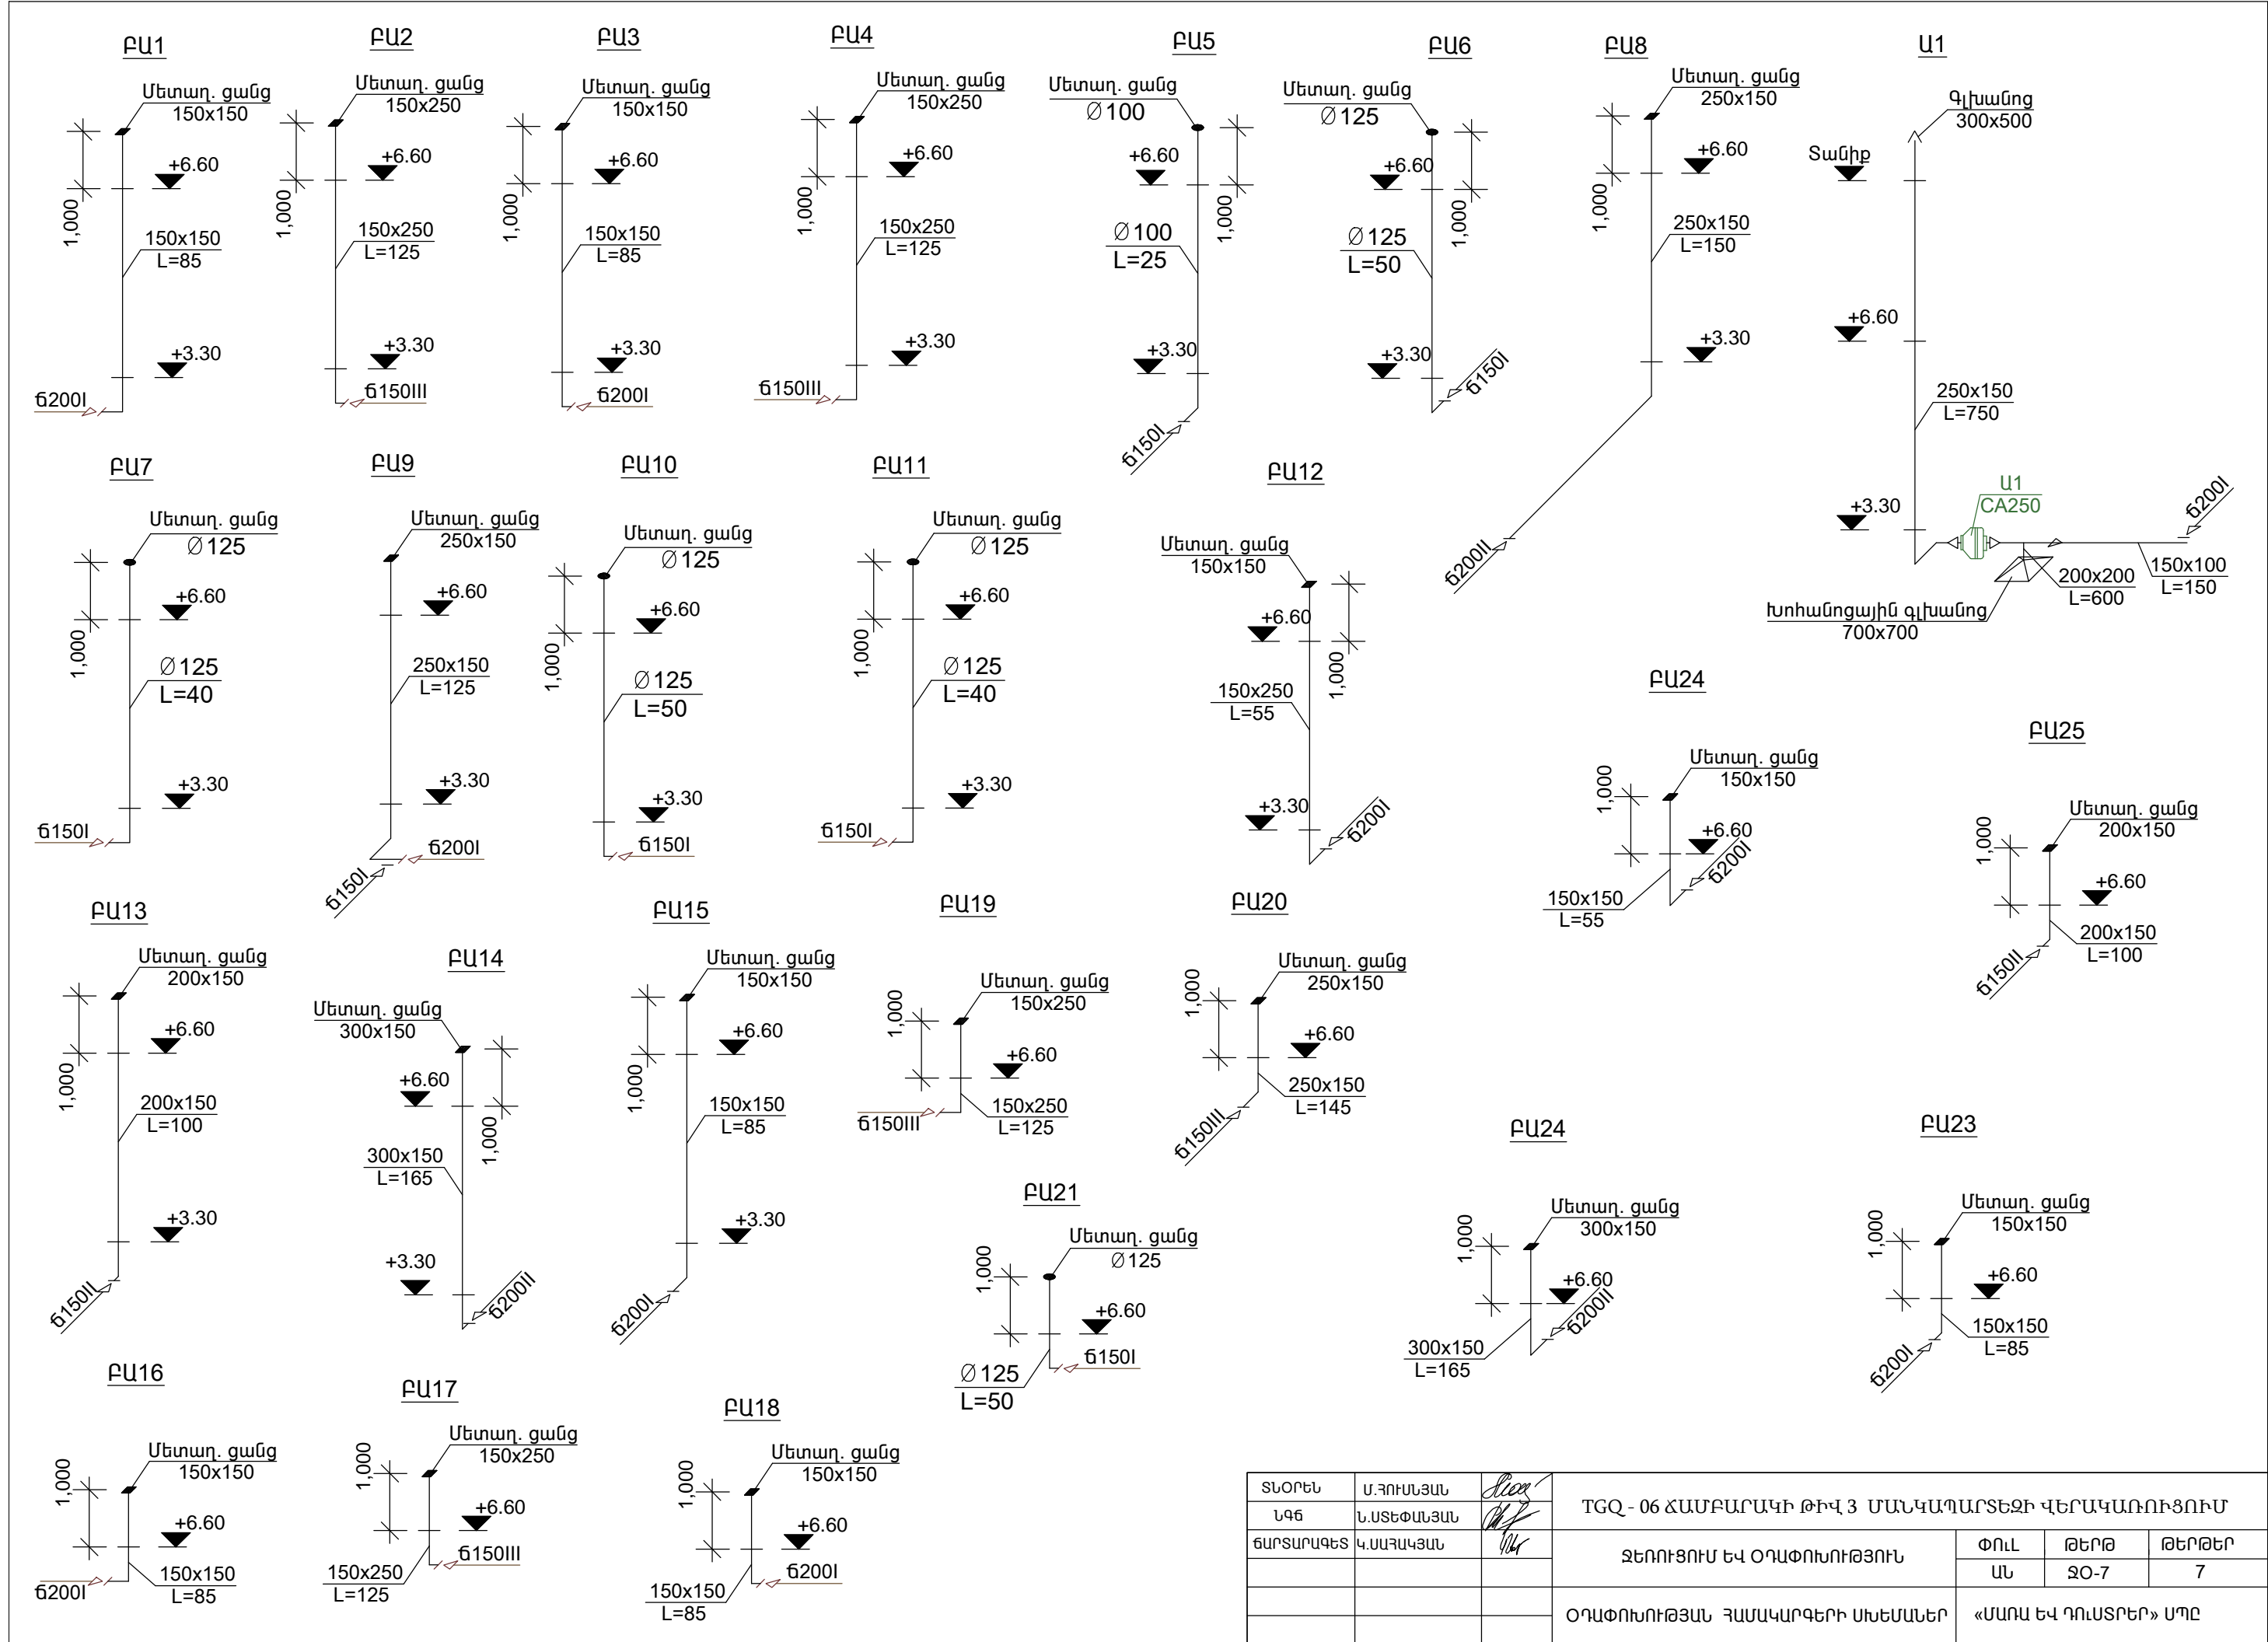 ԲԱ1
Մետաղ. ցանց
150x150
+6.60
1,000
150x150
L=85
+3.30
ճ200I
ԲԱ2
Մետաղ. ցանց
150x250
+6.60
1,000
150x250
L=125
+3.30
ճ150III
ԲԱ3
Մետաղ. ցանց
150x150
+6.60
1,000
150x150
L=85
+3.30
ճ200I
ԲԱ4
Մետաղ. ցանց
150x250
+6.60
1,000
150x250
L=125
+3.30
ճ150III
ԲԱ5
Մետաղ. ցանց
Ø100
+6.60
1,000
Ø100
L=25
+3.30
ճ150I
ԲԱ6
Մետաղ. ցանց
Ø125
+6.60
1,000
Ø125
L=50
+3.30
ճ150I
ԲԱ8
Մետաղ. ցանց
250x150
+6.60
1,000
250x150
L=150
+3.30
ճ200II
Ա1
Գլխանոց
300x500
Տանիք
+6.60
250x150
L=750
+3.30
Ա1
CA250
ճ200I
200x200
L=600
150x100
L=150
Խոհանոցային գլխանոց
700x700
ԲԱ7
Մետաղ. ցանց
Ø125
+6.60
1,000
Ø125
L=40
+3.30
ճ150I
ԲԱ9
Մետաղ. ցանց
250x150
+6.60
250x150
L=125
+3.30
ճ200I
ճ150I
ԲԱ10
Մետաղ. ցանց
Ø125
+6.60
1,000
Ø125
L=50
+3.30
ճ150I
ԲԱ11
Մետաղ. ցանց
Ø125
+6.60
1,000
Ø125
L=40
+3.30
ճ150I
ԲԱ12
Մետաղ. ցանց
150x150
+6.60
1,000
150x250
L=55
+3.30
ճ200I
ԲԱ24
Մետաղ. ցանց
150x150
1,000
+6.60
ճ200I
150x150
L=55
ԲԱ25
Մետաղ. ցանց
200x150
1,000
+6.60
200x150
L=100
ճ150II
ԲԱ13
Մետաղ. ցանց
200x150
+6.60
1,000
200x150
L=100
+3.30
ճ150II
ԲԱ14
Մետաղ. ցանց
300x150
+6.60
1,000
300x150
L=165
+3.30
ճ200II
ԲԱ15
Մետաղ. ցանց
150x150
+6.60
1,000
150x150
L=85
+3.30
ճ200I
ԲԱ19
Մետաղ. ցանց
150x250
1,000
+6.60
150x250
L=125
ճ150III
ԲԱ20
Մետաղ. ցանց
250x150
1,000
+6.60
250x150
L=145
ճ150III
ԲԱ21
Մետաղ. ցանց
Ø125
1,000
+6.60
ճ150I
Ø125
L=50
ԲԱ24
Մետաղ. ցանց
300x150
1,000
+6.60
ճ200II
300x150
L=165
ԲԱ23
Մետաղ. ցանց
150x150
1,000
+6.60
150x150
L=85
ճ200I
ԲԱ16
Մետաղ. ցանց
150x150
1,000
+6.60
150x150
L=85
ճ200I
ԲԱ17
Մետաղ. ցանց
150x250
1,000
+6.60
ճ150III
150x250
L=125
ԲԱ18
Մետաղ. ցանց
150x150
1,000
+6.60
ճ200I
150x150
L=85
ՏՆՕՐԵՆ Մ.ՀՈՒՄՆՅԱՆ
ՆԳՃ Ն.ՍՏԵՓԱՆՅԱՆ
ՃԱՐՏԱՐԱԳԵՏ Կ.ՍԱՀԱԿՅԱՆ
TGQ - 06 ՃԱՄԲԱՐԱԿԻ ԹԻՎ 3 ՄԱՆԿԱՊԱՐՏԵԶԻ ՎԵՐԱԿԱՌՈՒՑՈՒՄ
ՋԵՌՈՒՑՈՒՄ ԵՎ ՕԴԱՓՈԽՈՒԹՅՈՒՆ
ՓՈւԼ ԹԵՐԹ ԹԵՐԹԵՐ
ԱՆ ՋՕ-7 7
ՕԴԱՓՈԽՈՒԹՅԱՆ ՀԱՄԱԿԱՐԳԵՐԻ ՍԽԵՄԱՆԵՐ
«ՄԱՌԱ ԵՎ ԴՈւՍՏՐԵՐ» ՍՊԸ